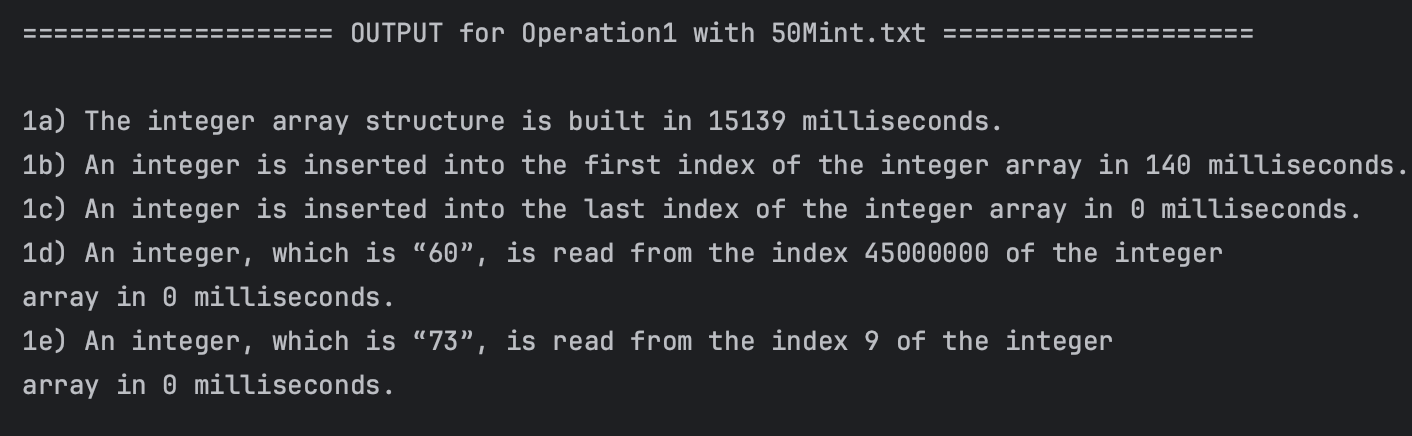 ==================== OUTPUT for Operation1 with 50Mint.txt ====================
1a) The integer array structure is built in 15139 milliseconds.
1b) An integer is inserted into the first index of the integer array in 140 milliseconds.
1c) An integer is inserted into the last index of the integer array in 0 milliseconds.
1d) An integer, which is “60”, is read from the index 45000000 of the integer
array in 0 milliseconds.
1e) An integer, which is “73”, is read from the index 9 of the integer
array in 0 milliseconds.